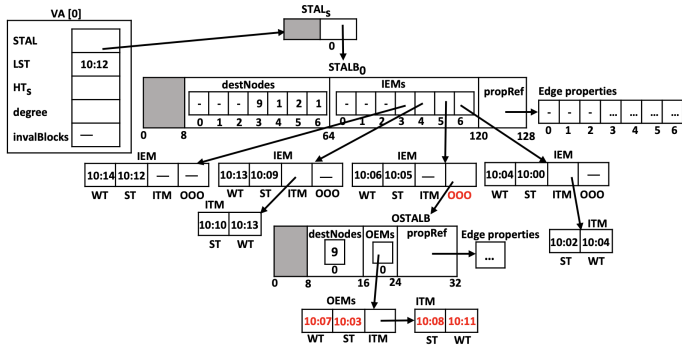 VA [0]
STAL
LST 10:12
HTS
degree
invalBlocks —
STALS
0
STALB0
destNodes IEMs propRef
- - - 9 1 2 1 - - - Edge properties
0 1 2 3 4 5 6 0 1 2 3 4 5 6 - - - ... ... ... ...
0 8 64 120 128 0 1 2 3 4 5 6
IEM IEM IEM IEM
10:14 10:12 — — 10:13 10:09 — 10:06 10:05 — 10:04 10:00 —
WT ST ITM OOO WT ST ITM OOO WT ST ITM OOO WT ST ITM OOO
ITM
10:10 10:13
ST WT
ITM
10:02 10:04
ST WT
OSTALB
destNodes OEMs propRef Edge properties
9 ...
0 0
0 8 16 24 32
OEMs ITM
10:07 10:03 10:08 10:11
WT ST ITM ST WT